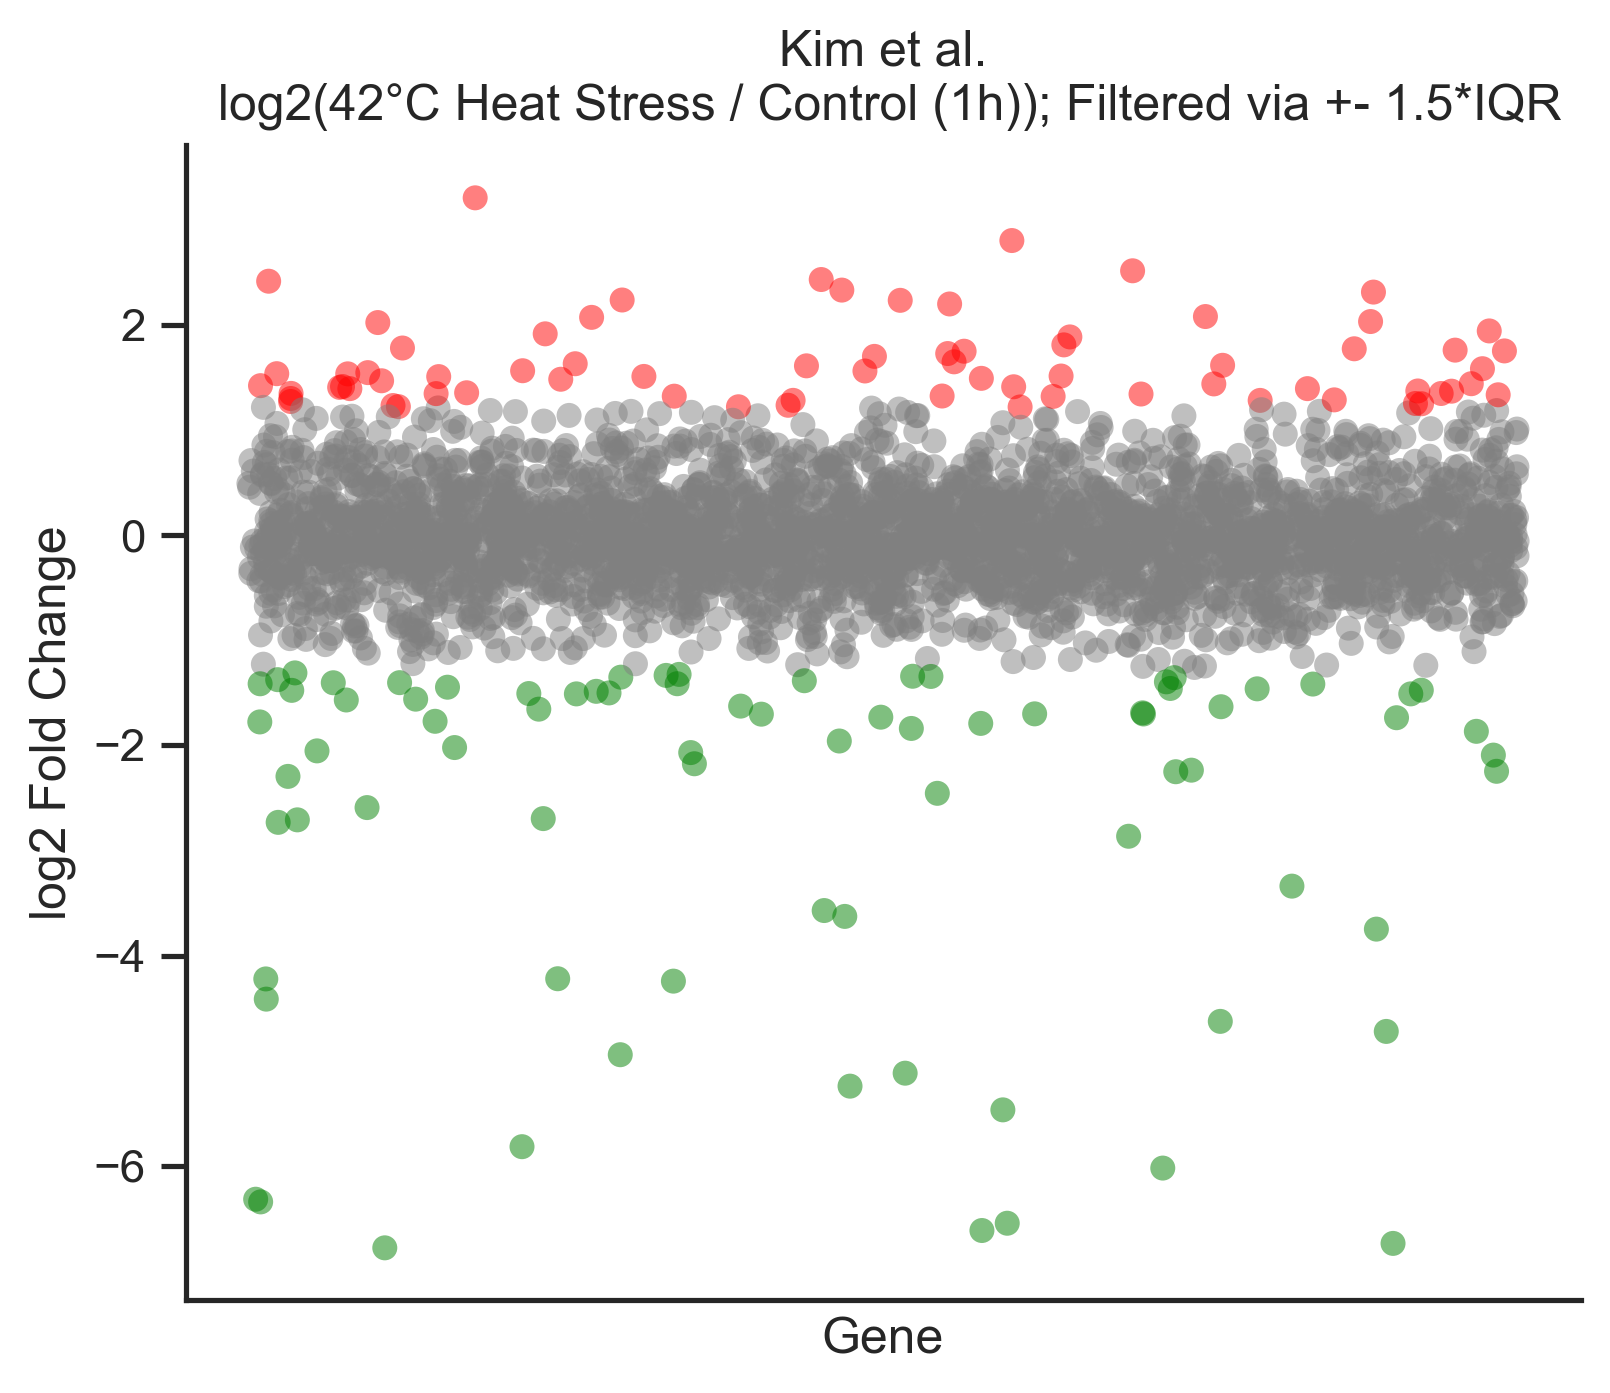 Kim et al.
log2(42°C Heat Stress / Control (1h)); Filtered via +- 1.5*IQR
log2 Fold Change
2
0
−2
−4
−6
Gene